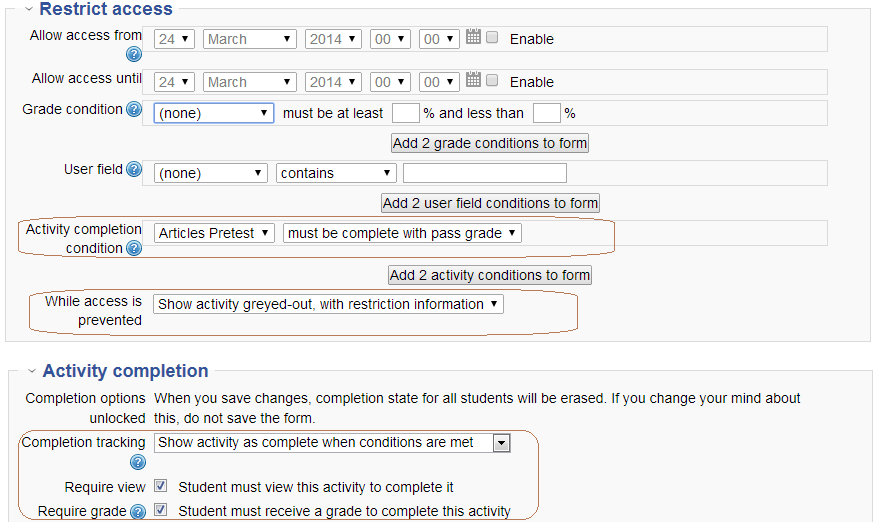 Restrict access
Allow access from 24 March 2014 00 00 Enable
Allow access until 24 March 2014 00 00 Enable
Grade condition (none) must be at least % and less than %
Add 2 grade conditions to form
User field (none) contains
Add 2 user field conditions to form
Activity completion condition Articles Pretest must be complete with pass grade
Add 2 activity conditions to form
While access is prevented Show activity greyed-out, with restriction information
Activity completion
Completion options unlocked When you save changes, completion state for all students will be erased. If you change your mind about
this, do not save the form.
Completion tracking Show activity as complete when conditions are met
Require view Student must view this activity to complete it
Require grade Student must receive a grade to complete this activity